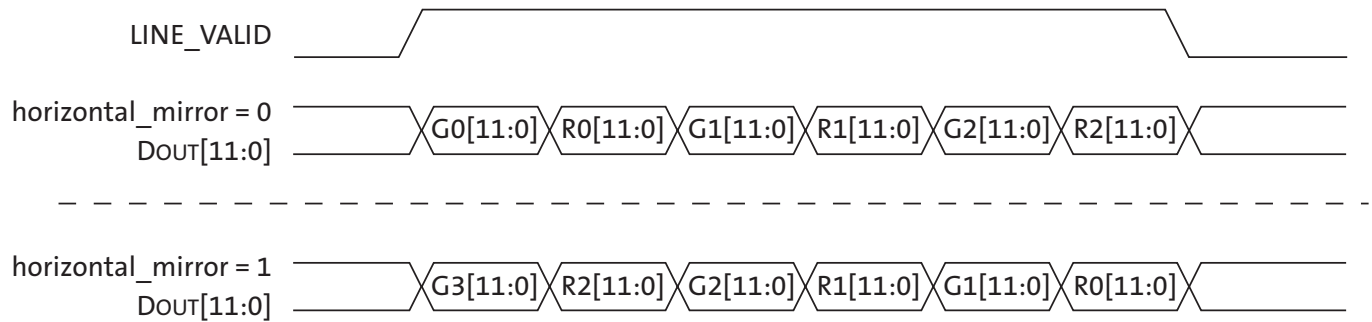 LINE_VALID
horizontal_mirror = 0
DOUT[11:0]
G0[11:0] R0[11:0] G1[11:0] R1[11:0] G2[11:0] R2[11:0]
horizontal_mirror = 1
DOUT[11:0]
G3[11:0] R2[11:0] G2[11:0] R1[11:0] G1[11:0] R0[11:0]